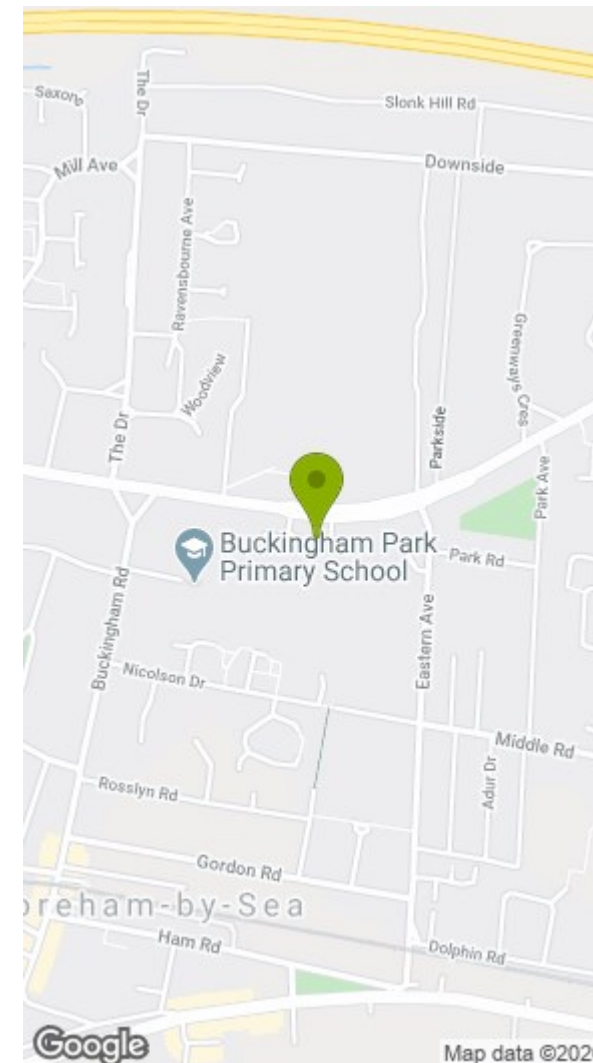 The Dr
Saxons
Slonk Hill Rd
Mill Ave
Downside
Ravensbourne Ave
Greenways Cres
Woodview
Parkside
The Dr
Park Ave
Buckingham Park
Primary School
Park Rd
Buckingham Rd
Eastern Ave
Nicolson Dr
Middle Rd
Adur Dr
Rosslyn Rd
Gordon Rd
oreham-by-Sea
Ham Rd
Dolphin Rd
Google
Map data ©202